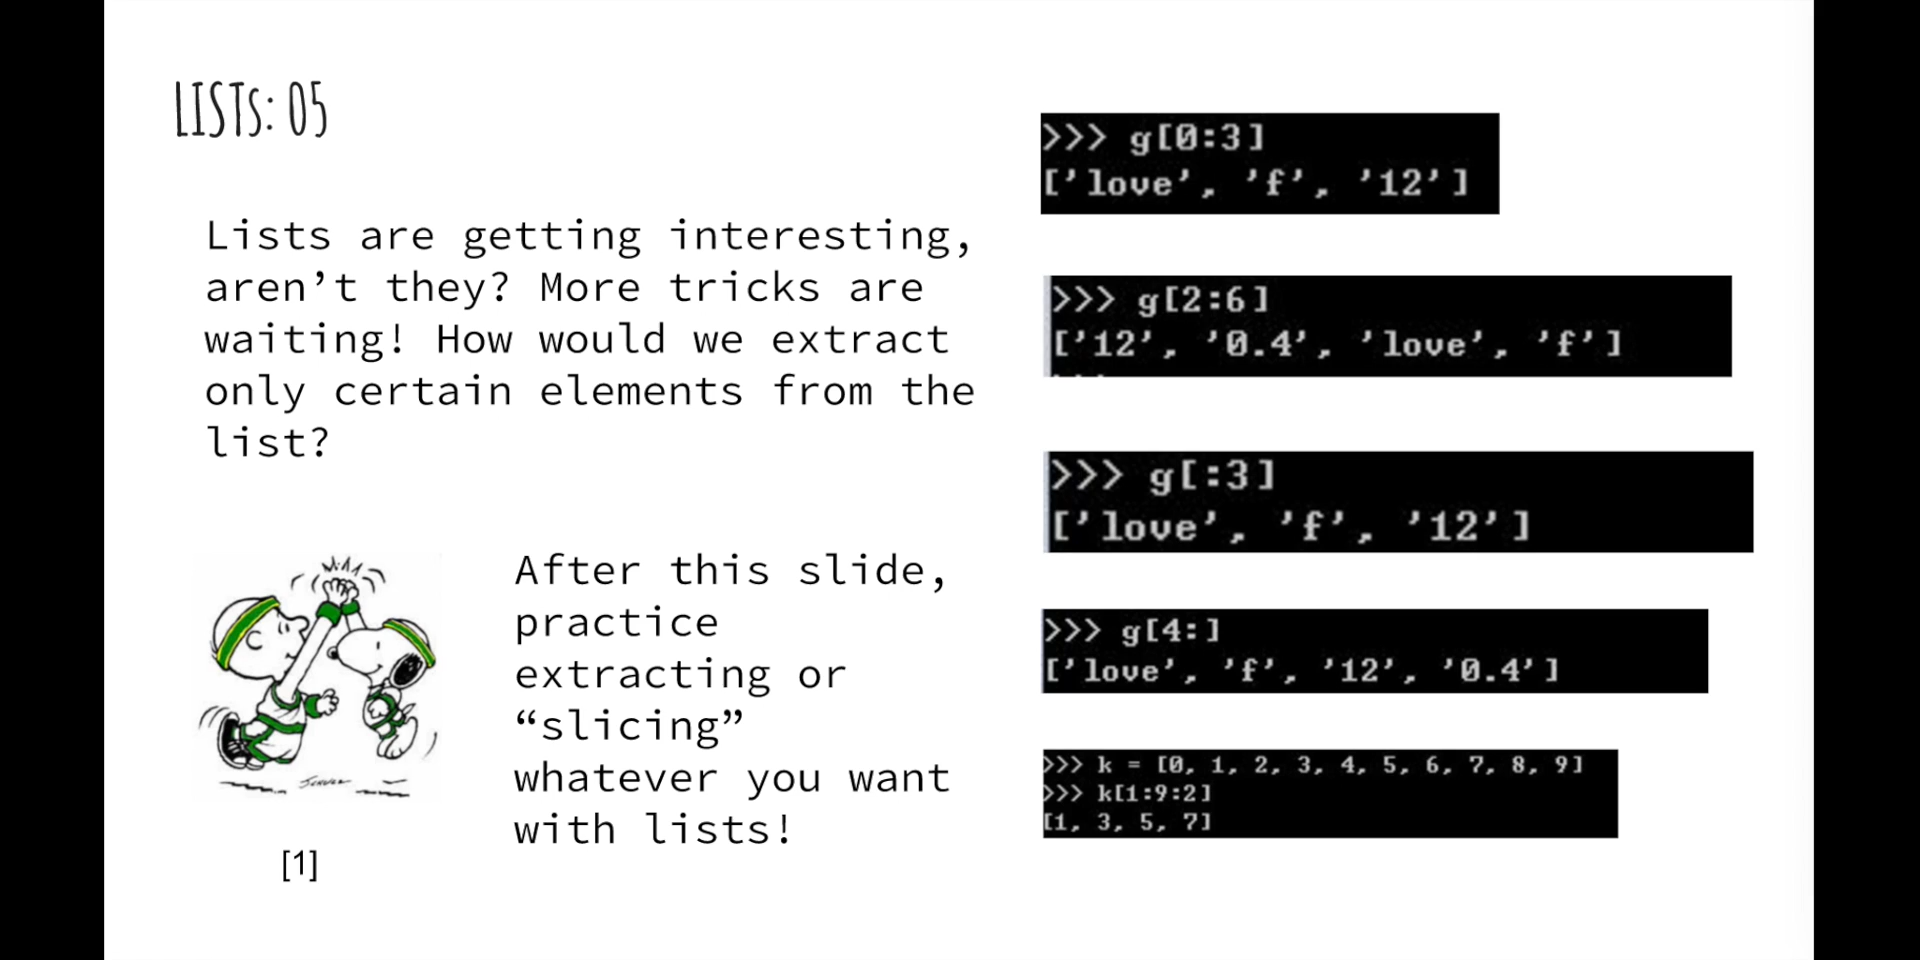 LISTs: 05
Lists are getting interesting,
aren’t they? More tricks are
waiting! How would we extract
only certain elements from the
list?
After this slide,
practice
extracting or
“slicing”
whatever you want
with lists!
[1]
>>> g[0:3]
['love', 'f', '12']
>>> g[2:6]
['12', '0.4', 'love', 'f']
>>> g[:3]
['love', 'f', '12']
>>> g[4:]
['love', 'f', '12', '0.4']
>>> k = [0, 1, 2, 3, 4, 5, 6, 7, 8, 9]
>>> k[1:9:2]
[1, 3, 5, 7]